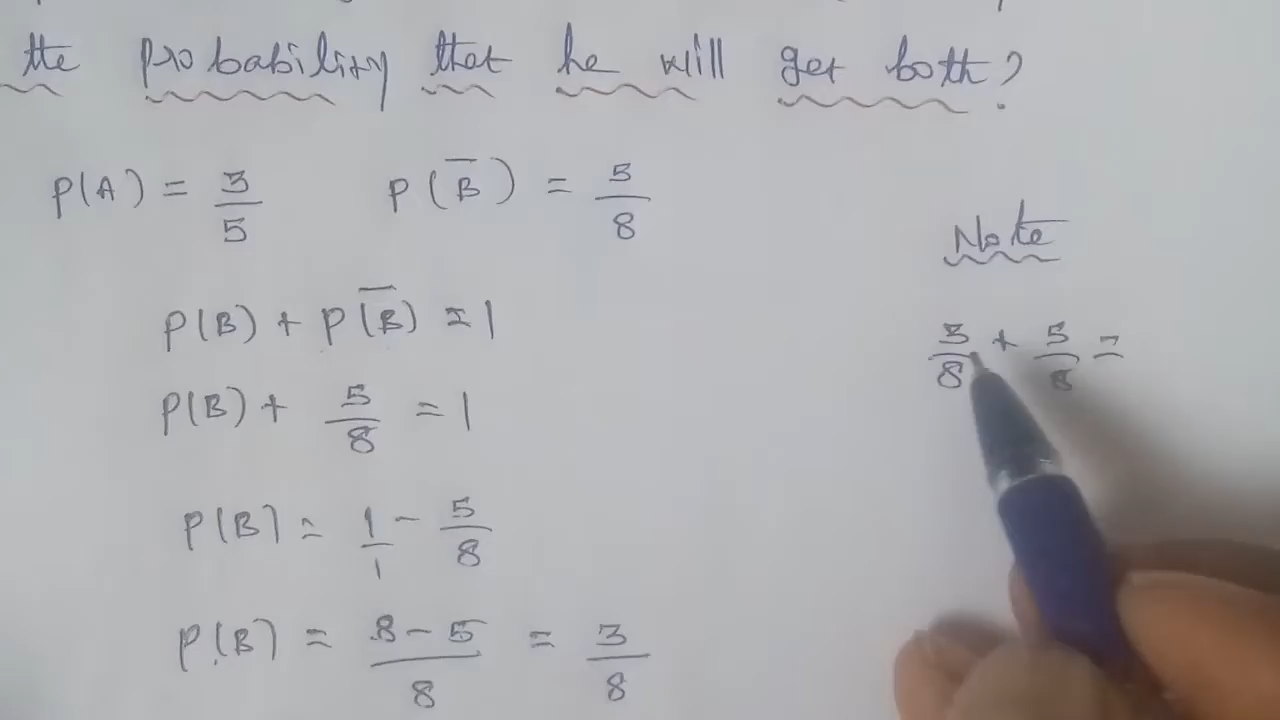 the probability that he will get both?
P(A) = 3/5 P(B̅) = 5/8
Note
P(B) + P(B̅) = 1
3/8 + 5/8 =
P(B) + 5/8 = 1
P(B) = 1/1 - 5/8
P(B) = 8-5/8 = 3/8